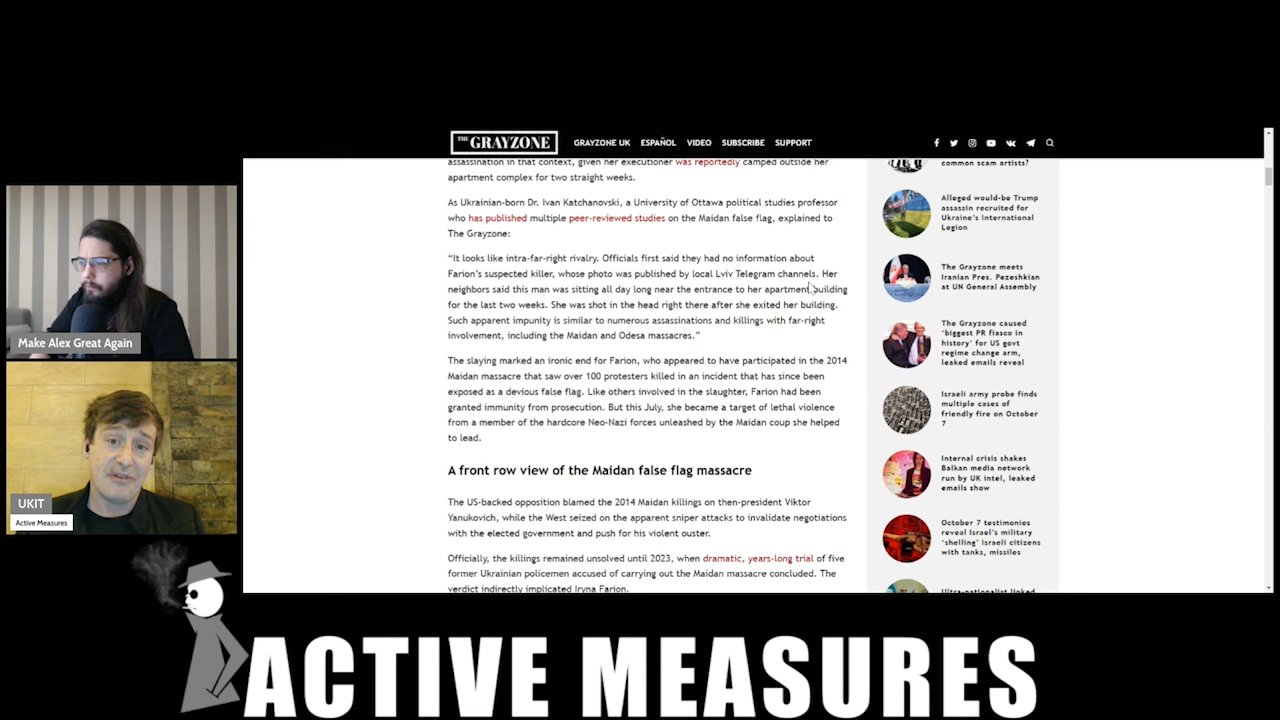 THE GRAYZONE
GRAYZONE UK
ESPAÑOL
VIDEO
SUBSCRIBE
SUPPORT
assassination in that context, given her executioner was reportedly camped outside her
apartment complex for two straight weeks.
As Ukrainian-born Dr. Ivan Katchanovski, a University of Ottawa political studies professor
who has published multiple peer-reviewed studies on the Maidan false flag, explained to
The Grayzone:
“It looks like intra-far-right rivalry. Officials first said they had no information about
Farion’s suspected killer, whose photo was published by local Lviv Telegram channels. Her
neighbors said this man was sitting all day long near the entrance to her apartment building
for the last two weeks. She was shot in the head right there after she exited her building.
Such apparent impunity is similar to numerous assassinations and killings with far-right
involvement, including the Maidan and Odesa massacres.”
The slaying marked an ironic end for Farion, who appeared to have participated in the 2014
Maidan massacre that saw over 100 protesters killed in an incident that has since been
exposed as a devious false flag. Like others involved in the slaughter, Farion had been
granted immunity from prosecution. But this July, she became a target of lethal violence
from a member of the hardcore Neo-Nazi forces unleashed by the Maidan coup she helped
to lead.
A front row view of the Maidan false flag massacre
The US-backed opposition blamed the 2014 Maidan killings on then-president Viktor
Yanukovich, while the West seized on the apparent sniper attacks to invalidate negotiations
with the elected government and push for his violent ouster.
Officially, the killings remained unsolved until 2023, when dramatic, years-long trial of five
former Ukrainian policemen accused of carrying out the Maidan massacre concluded. The
verdict indirectly implicated Iryna Farion.
common scam artists?
Alleged would-be Trump
assassin recruited for
Ukraine’s International
Legion
The Grayzone meets
Iranian Pres. Pezeshkian
at UN General Assembly
The Grayzone caused
‘biggest PR fiasco in
history’ for US govt
regime change arm,
leaked emails reveal
Israeli army probe finds
multiple cases of
friendly fire on October
7
Internal crisis shakes
Balkan media network
run by UK intel, leaked
emails show
October 7 testimonies
reveal Israel’s military
‘shelling’ Israeli citizens
with tanks, missiles
Ultra-nationalist linked
Make Alex Great Again
UKIT
Active Measures
ACTIVE MEASURES